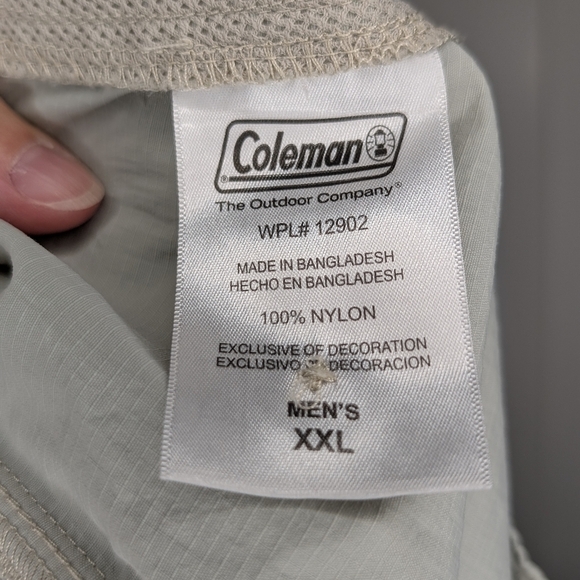 Coleman
The Outdoor Company®
WPL# 12902
MADE IN BANGLADESH
HECHO EN BANGLADESH
100% NYLON
EXCLUSIVE OF DECORATION
EXCLUSIVO DE DECORACION
MEN'S
XXL